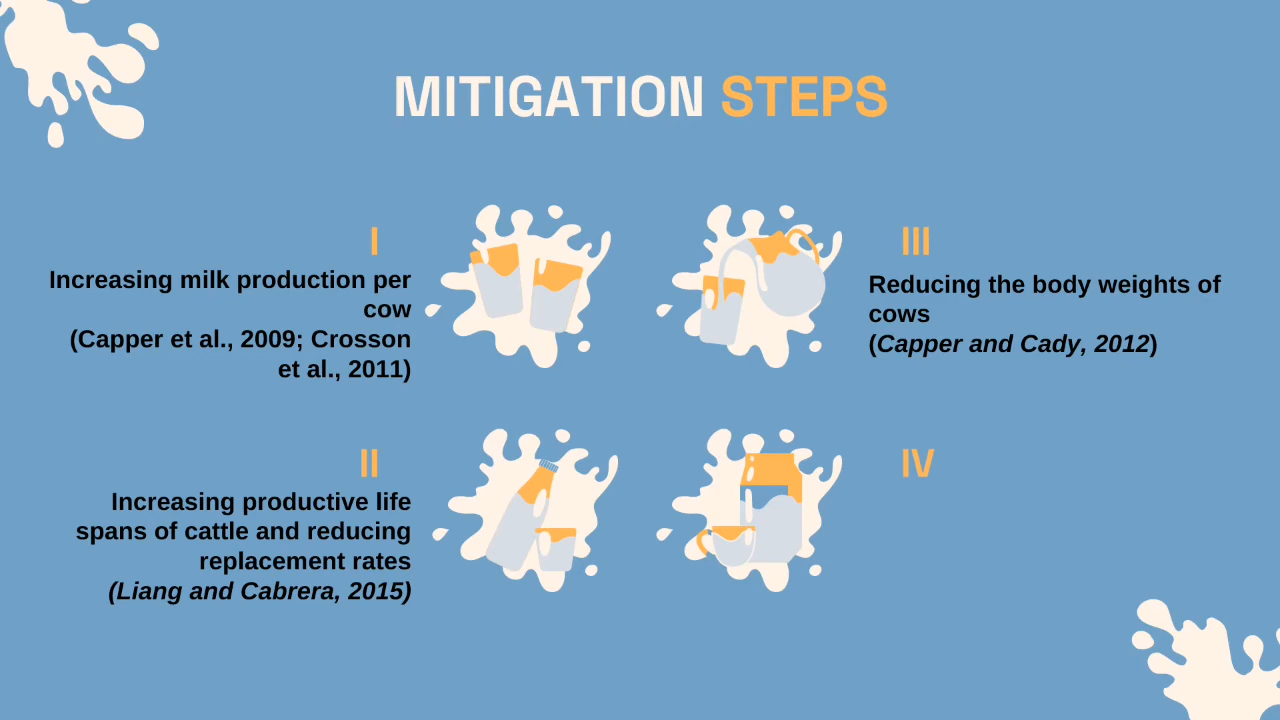 MITIGATION STEPS
I
Increasing milk production per
cow
(Capper et al., 2009; Crosson
et al., 2011)
II
Increasing productive life
spans of cattle and reducing
replacement rates
(Liang and Cabrera, 2015)
III
Reducing the body weights of
cows
(Capper and Cady, 2012)
IV